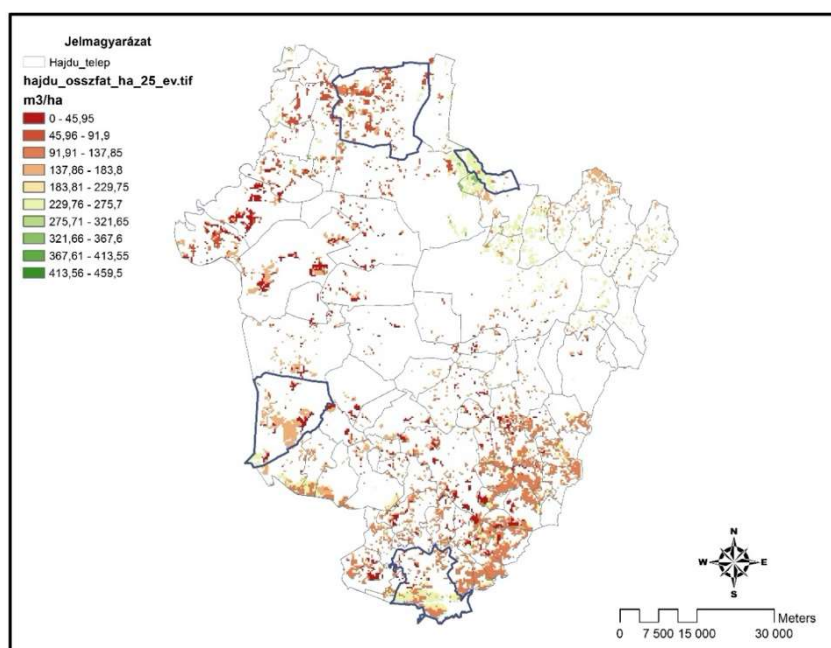 Jelmagyarázat
Hajdu_telep
hajdu_osszfat_ha_25_ev.tif
m3/ha
0 - 45,95
45,96 - 91,9
91,91 - 137,85
137,86 - 183,8
183,81 - 229,75
229,76 - 275,7
275,71 - 321,65
321,66 - 367,6
367,61 - 413,55
413,56 - 459,5
N
W E
S
Meters
0 7 500 15 000 30 000